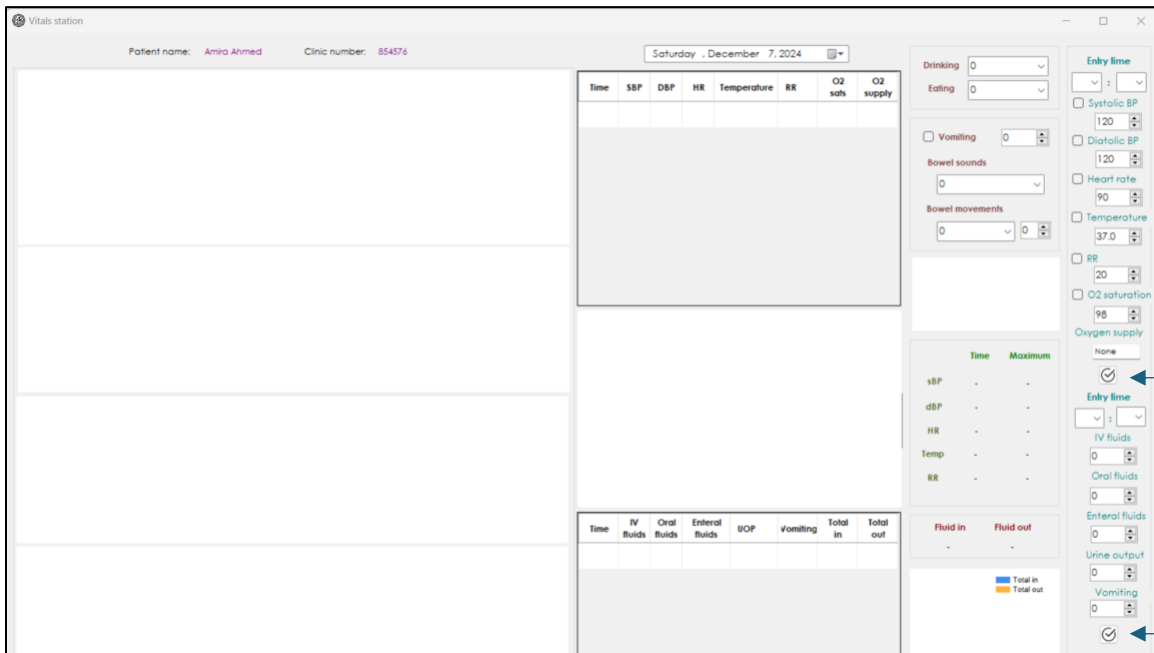 Vitals station
Patient name: Amira Ahmed Clinic number: 854576
Saturday , December 7, 2024
Time SBP DBP HR Temperature RR O2 sats O2 supply
Drinking 0
Eating 0
Vomiting 0
Bowel sounds
0
Bowel movements
0 0
Time Maximum
sBP - -
dBP - -
HR - -
Temp - -
RR - -
Time IV fluids Oral fluids Enteral fluids UOP Vomiting Total in Total out
Fluid in Fluid out
- -
Total in
Total out
Entry time
:
Systolic BP
120
Diatolic BP
120
Heart rate
90
Temperature
37.0
RR
20
O2 saturation
98
Oxygen supply
None
Entry time
:
IV fluids
0
Oral fluids
0
Enteral fluids
0
Urine output
0
Vomiting
0